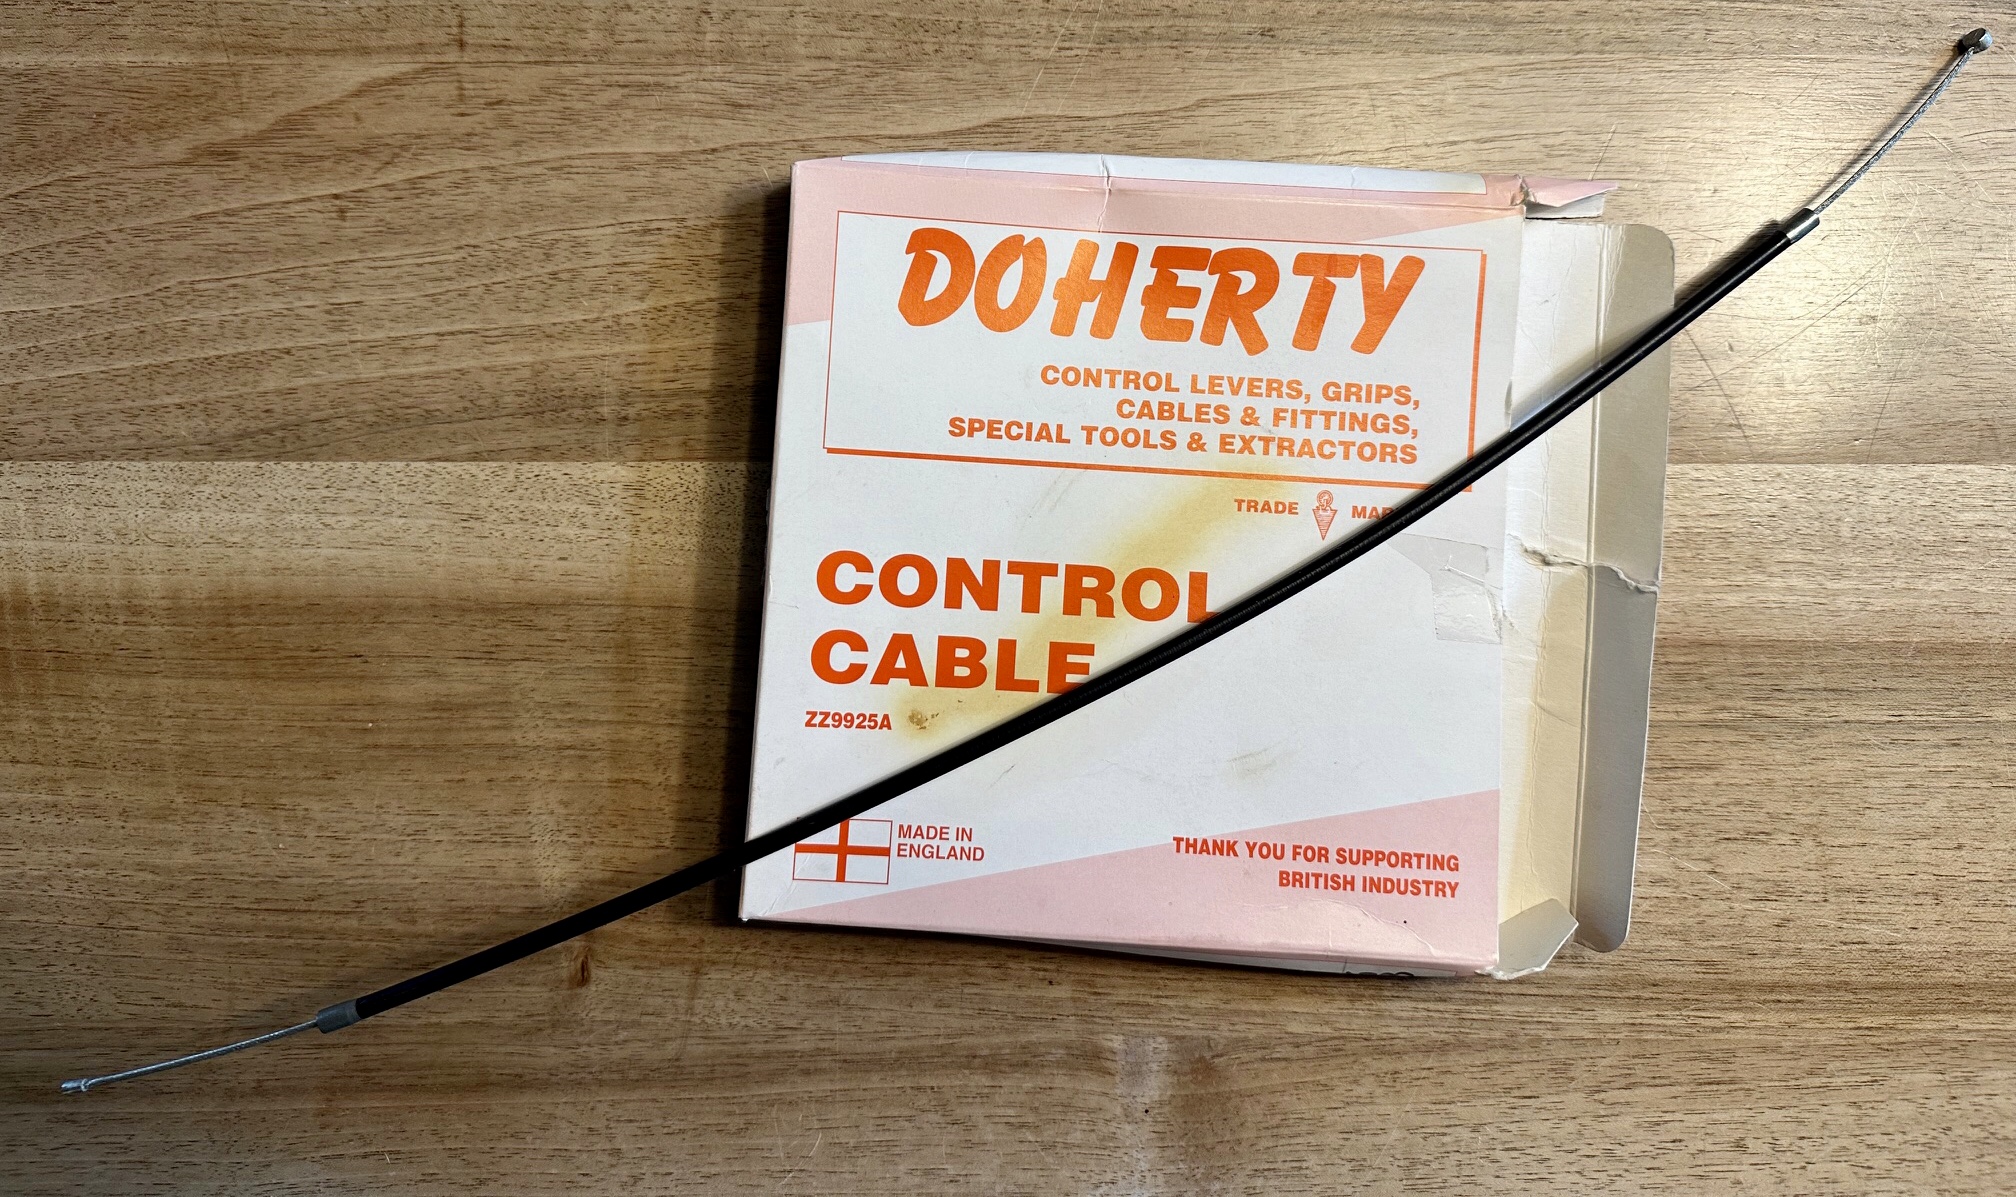 DOHERTY
CONTROL LEVERS, GRIPS,
CABLES & FITTINGS,
SPECIAL TOOLS & EXTRACTORS
TRADE
CONTROL
CABLE
ZZ9925A
MADE IN
ENGLAND
THANK YOU FOR SUPPORTING
BRITISH INDUSTRY